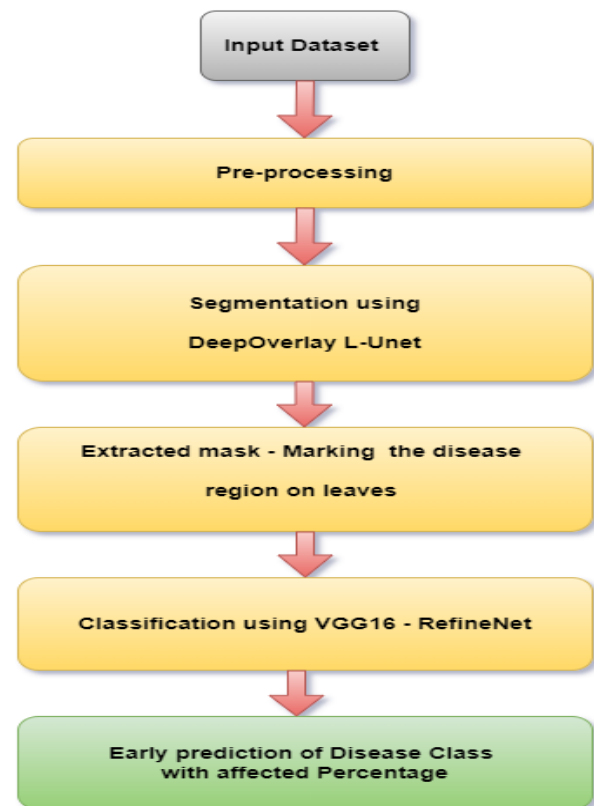 Input Dataset
Pre-processing
Segmentation using
DeepOverlay L-Unet
Extracted mask - Marking the disease
region on leaves
Classification using VGG16 - RefineNet
Early prediction of Disease Class
with affected Percentage